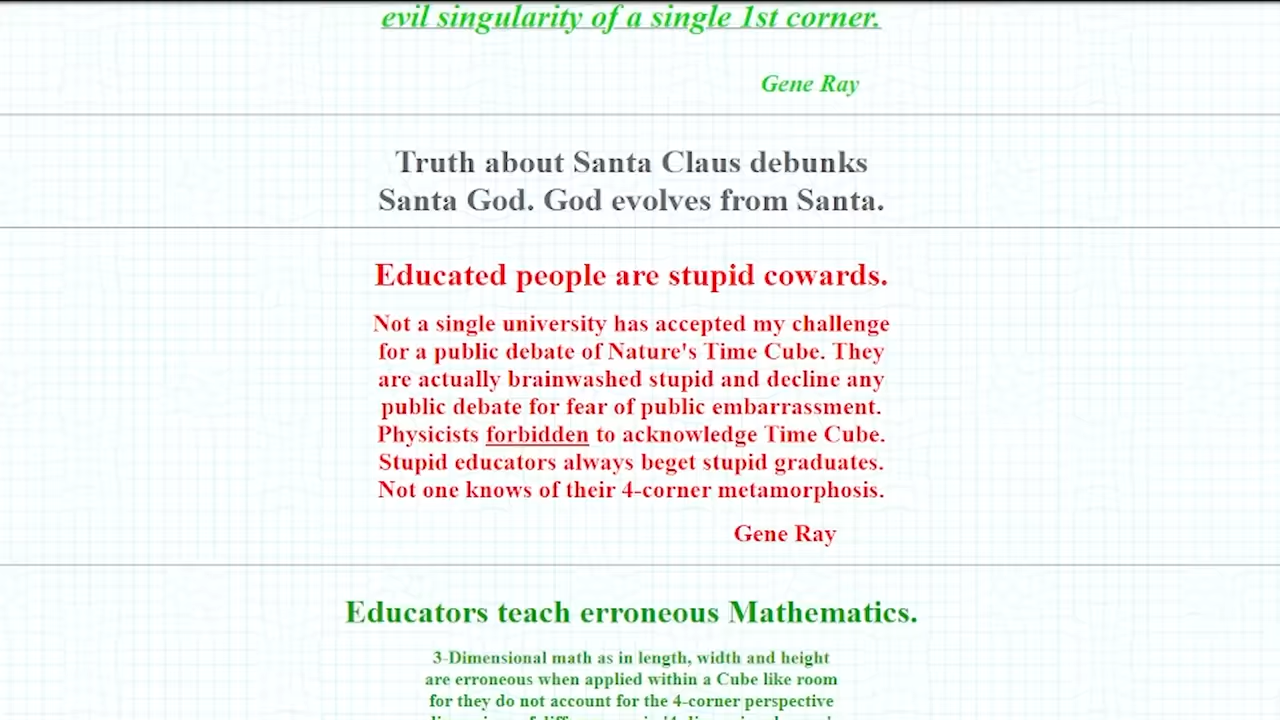 evil singularity of a single 1st corner.
Gene Ray
Truth about Santa Claus debunks
Santa God. God evolves from Santa.
Educated people are stupid cowards.
Not a single university has accepted my challenge
for a public debate of Nature's Time Cube. They
are actually brainwashed stupid and decline any
public debate for fear of public embarrassment.
Physicists forbidden to acknowledge Time Cube.
Stupid educators always beget stupid graduates.
Not one knows of their 4-corner metamorphosis.
Gene Ray
Educators teach erroneous Mathematics.
3-Dimensional math as in length, width and height
are erroneous when applied within a Cube like room
for they do not account for the 4-corner perspective